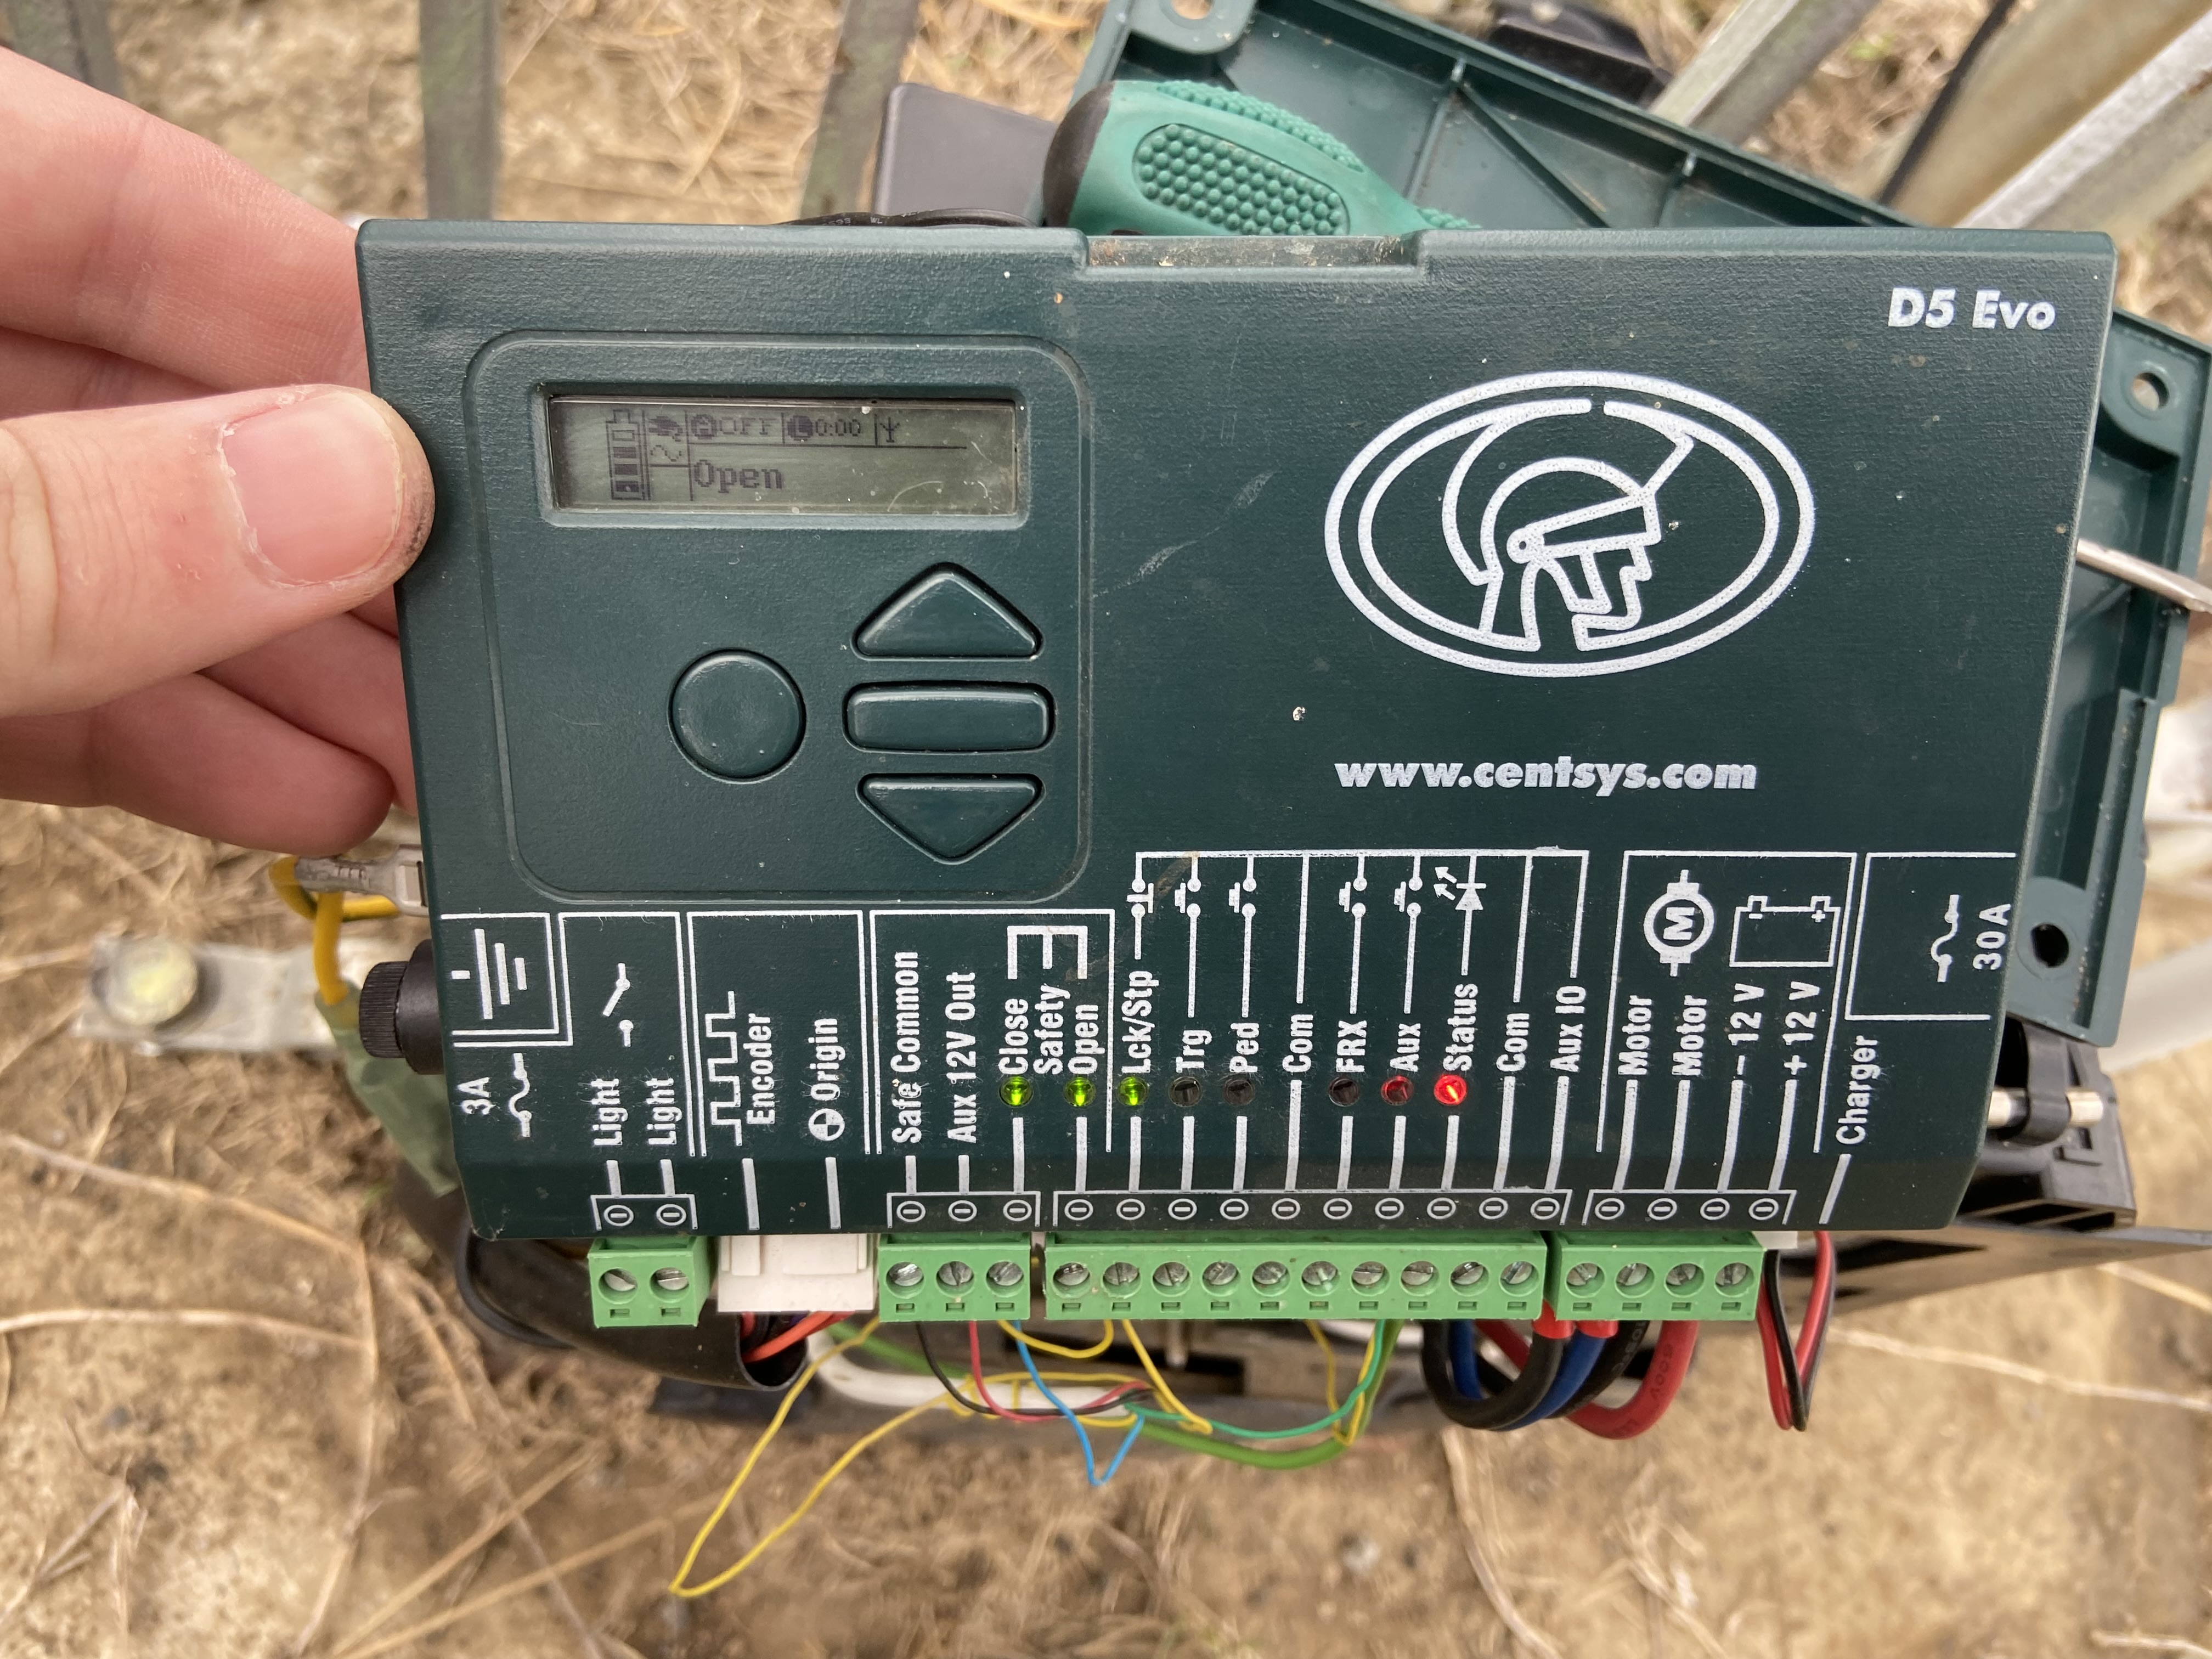 D5 Evo
A OFF L 0:00
Open
www.centsys.com
3A
Light
Light
Encoder
Origin
Safe Common
Aux 12V Out
Close
Safety
Open
Lck/Stp
Trg
Ped
Com
FRX
Aux
Status
Com
Aux IO
M
Motor
Motor
- +
– 12 V
+ 12 V
Charger
30A